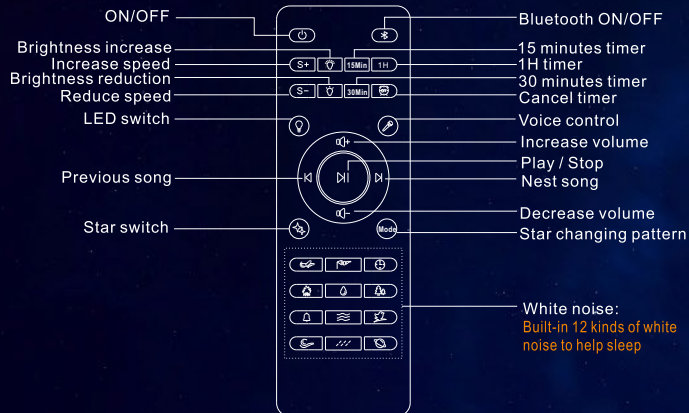 ON/OFF
Bluetooth ON/OFF
Brightness increase
15 minutes timer
Increase speed
S+
15Min
1H
1H timer
Brightness reduction
30 minutes timer
Reduce speed
S−
30Min
OFF
Cancel timer
LED switch
Voice control
+
Increase volume
Play / Stop
Previous song
Nest song
−
Decrease volume
Star switch
Mode
Star changing pattern
White noise:
Built-in 12 kinds of white
noise to help sleep